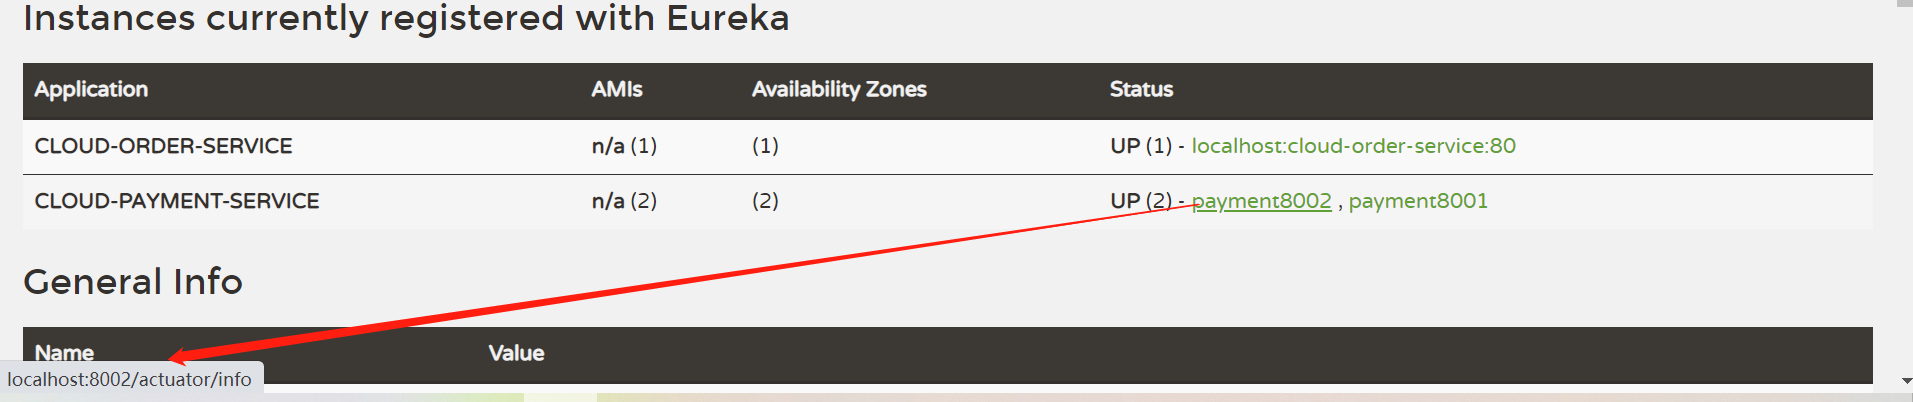 Instances currently registered with Eureka
Application AMIs Availability Zones Status
CLOUD-ORDER-SERVICE n/a (1) (1) UP (1) - localhost:cloud-order-service:80
CLOUD-PAYMENT-SERVICE n/a (2) (2) UP (2) - payment8002 , payment8001
General Info
Name Value
localhost:8002/actuator/info